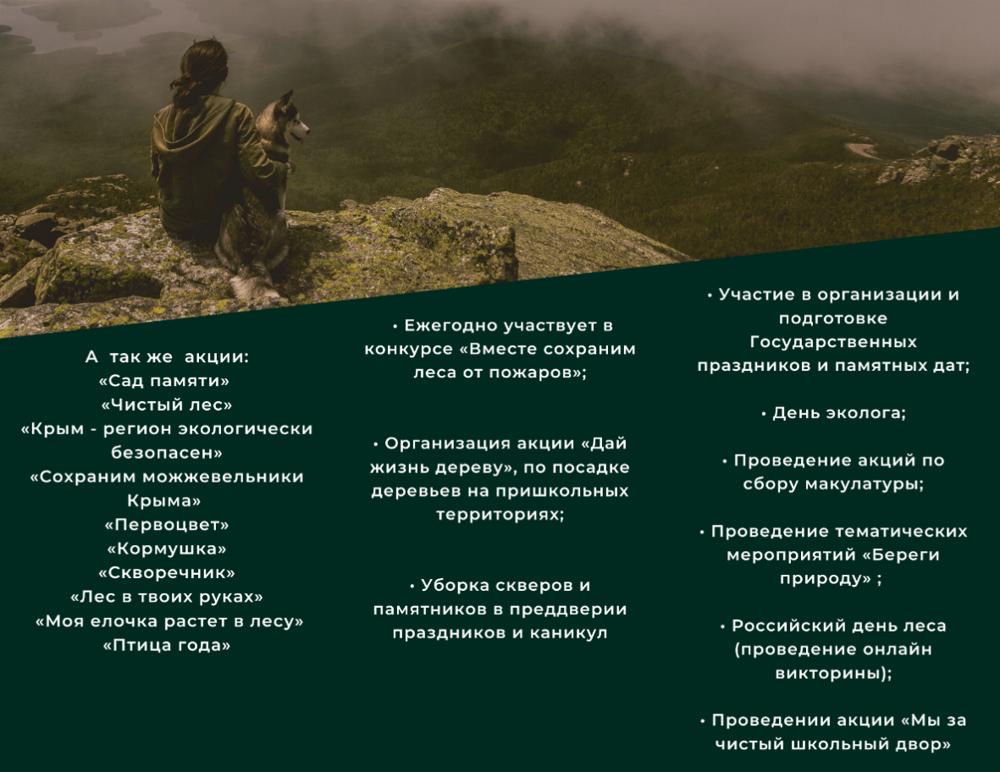 А так же акции:
«Сад памяти»
«Чистый лес»
«Крым - регион экологически
безопасен»
«Сохраним можжевельники
Крыма»
«Первоцвет»
«Кормушка»
«Скворечник»
«Лес в твоих руках»
«Моя елочка растет в лесу»
«Птица года»
• Ежегодно участвует в
конкурсе «Вместе сохраним
леса от пожаров»;
• Организация акции «Дай
жизнь дереву», по посадке
деревьев на пришкольных
территориях;
• Уборка скверов и
памятников в преддверии
праздников и каникул
• Участие в организации и
подготовке
Государственных
праздников и памятных дат;
• День эколога;
• Проведение акций по
сбору макулатуры;
• Проведение тематических
мероприятий «Береги
природу» ;
• Российский день леса
(проведение онлайн
викторины);
• Проведении акции «Мы за
чистый школьный двор»